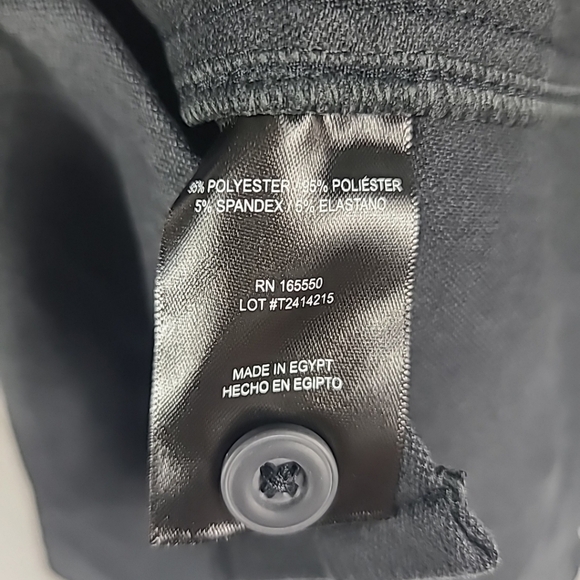 95% POLYESTER / 95% POLIÉSTER
5% SPANDEX / 5% ELASTANO
RN 165550
LOT #T2414215
MADE IN EGYPT
HECHO EN EGIPTO